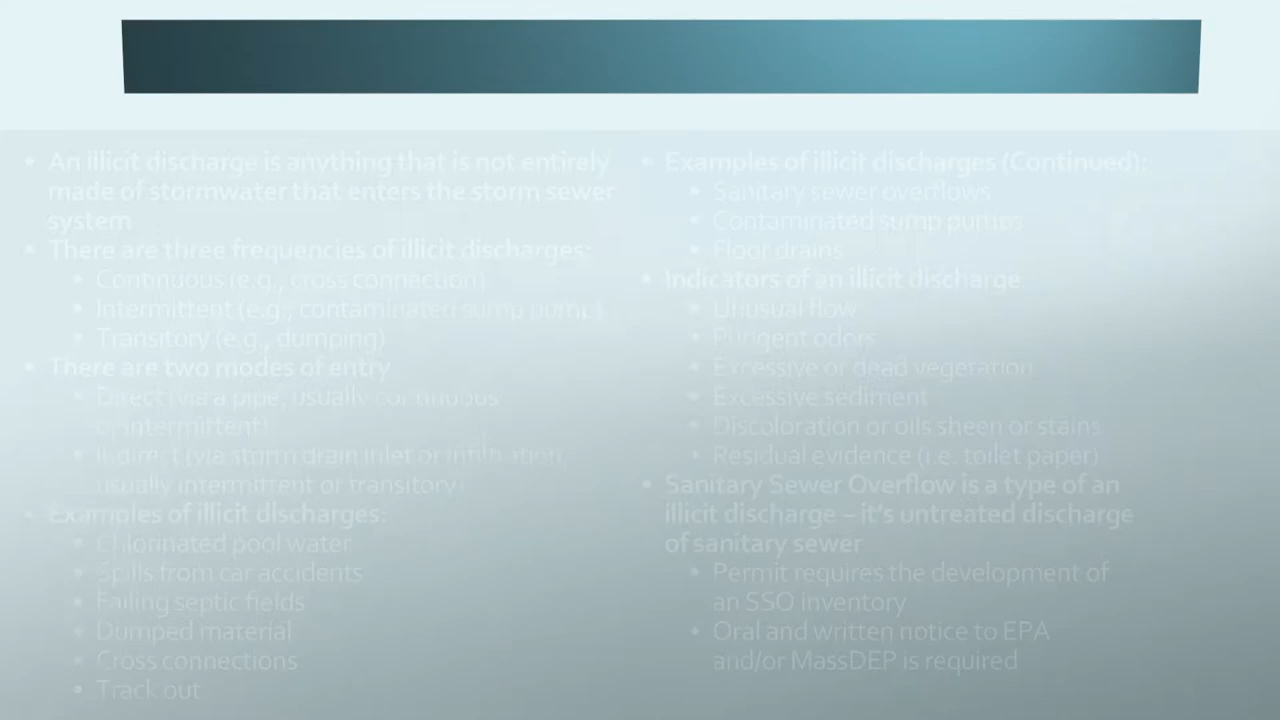 • An illicit discharge is anything that is not entirely
made of stormwater that enters the storm sewer
system
• There are three frequencies of illicit discharges:
• Continuous (e.g., cross connection)
• Intermittent (e.g., contaminated sump pump)
• Transitory (e.g., dumping)
• There are two modes of entry
• Direct (via a pipe, usually continuous
or intermittent)
• Indirect (via storm drain inlet or infiltration,
usually intermittent or transitory)
• Examples of illicit discharges:
• Chlorinated pool water
• Spills from car accidents
• Failing septic fields
• Dumped material
• Cross connections
• Track out
• Examples of illicit discharges (Continued):
• Sanitary sewer overflows
• Contaminated sump pumps
• Floor drains
• Indicators of an illicit discharge
• Unusual flow
• Purigent odors
• Excessive or dead vegetation
• Excessive sediment
• Discoloration or oils sheen or stains
• Residual evidence (i.e. toilet paper)
• Sanitary Sewer Overflow is a type of an
illicit discharge – it's untreated discharge
of sanitary sewer
• Permit requires the development of
an SSO inventory
• Oral and written notice to EPA
and/or MassDEP is required